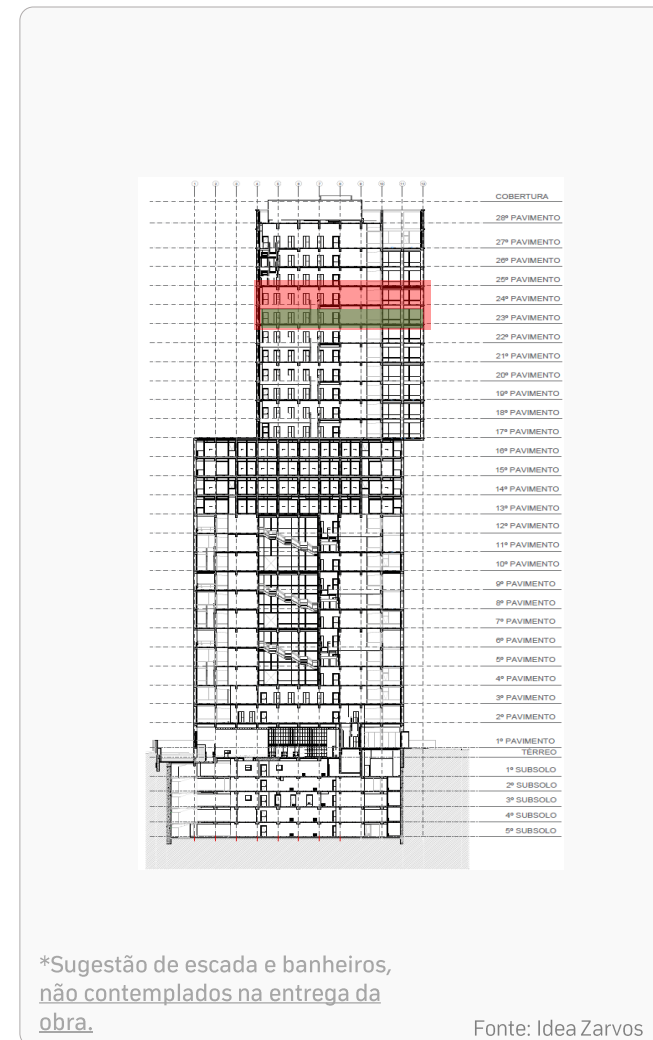 COBERTURA
28º PAVIMENTO
27º PAVIMENTO
26º PAVIMENTO
25º PAVIMENTO
24º PAVIMENTO
23º PAVIMENTO
22º PAVIMENTO
21º PAVIMENTO
20º PAVIMENTO
19º PAVIMENTO
18º PAVIMENTO
17º PAVIMENTO
16º PAVIMENTO
15º PAVIMENTO
14º PAVIMENTO
13º PAVIMENTO
12º PAVIMENTO
11º PAVIMENTO
10º PAVIMENTO
9º PAVIMENTO
8º PAVIMENTO
7º PAVIMENTO
6º PAVIMENTO
5º PAVIMENTO
4º PAVIMENTO
3º PAVIMENTO
2º PAVIMENTO
1º PAVIMENTO
TÉRREO
1º SUBSOLO
2º SUBSOLO
3º SUBSOLO
4º SUBSOLO
5º SUBSOLO
*Sugestão de escada e banheiros,
não contemplados na entrega da
obra.
Fonte: Idea Zarvos